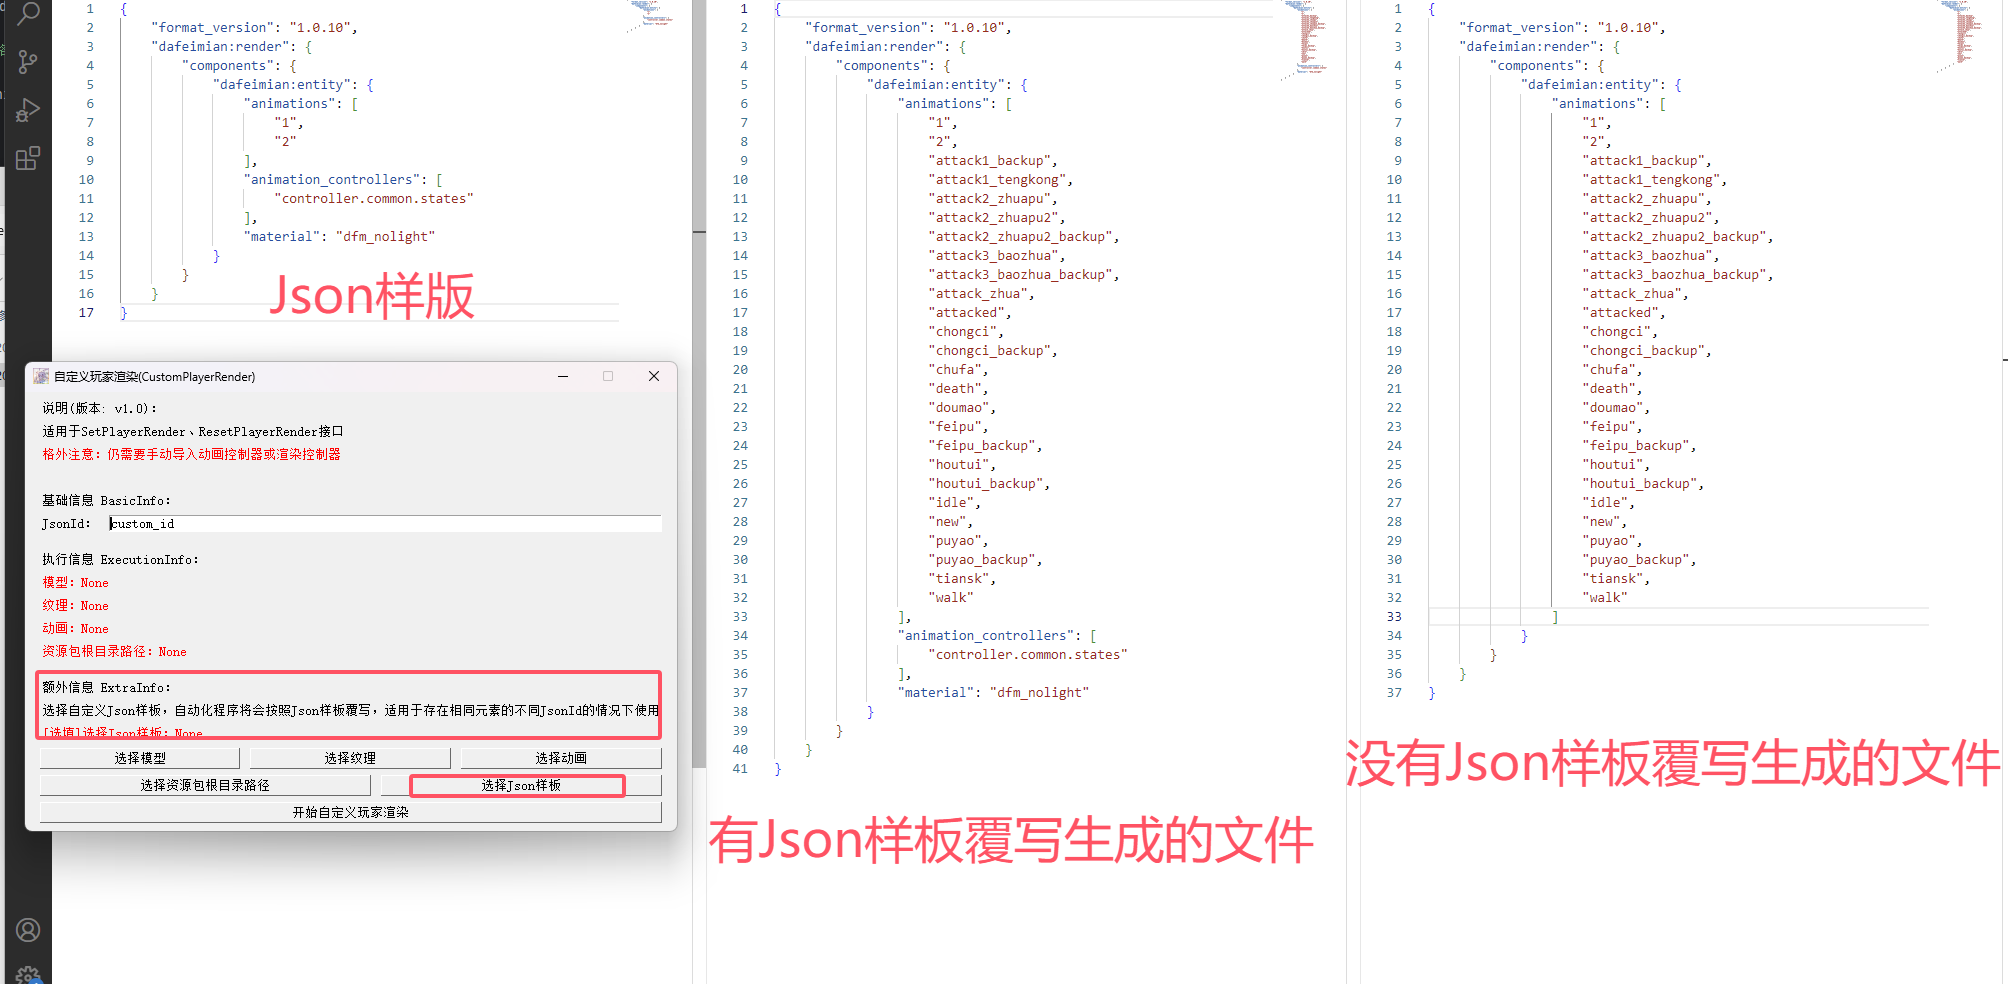 1 {
2 "format_version": "1.0.10",
3 "dafeimian:render": {
4 "components": {
5 "dafeimian:entity": {
6 "animations": [
7 "1",
8 "2"
9 ],
10 "animation_controllers": [
11 "controller.common.states"
12 ],
13 "material": "dfm_nolight"
14 }
15 }
16 }
17 }
Json样版
自定义玩家渲染(CustomPlayerRender)
说明(版本: v1.0):
适用于SetPlayerRender、ResetPlayerRender接口
格外注意: 仍需要手动导入动画控制器或渲染控制器
基础信息 BasicInfo:
JsonId: custom_id
执行信息 ExecutionInfo:
模型: None
纹理: None
动画: None
资源包根目录路径: None
额外信息 ExtraInfo:
选择自定义Json样板, 自动化程序将会按照Json样板覆写, 适用于存在相同元素的不同JsonId的情况下使用
[选填]选择Json样板: None
选择模型
选择纹理
选择动画
选择资源包根目录路径
选择Json样板
开始自定义玩家渲染
1 {
2 "format_version": "1.0.10",
3 "dafeimian:render": {
4 "components": {
5 "dafeimian:entity": {
6 "animations": [
7 "1",
8 "2",
9 "attack1_backup",
10 "attack1_tengkong",
11 "attack2_zhuapu",
12 "attack2_zhuapu2",
13 "attack2_zhuapu2_backup",
14 "attack3_baozhua",
15 "attack3_baozhua_backup",
16 "attack_zhua",
17 "attacked",
18 "chongci",
19 "chongci_backup",
20 "chufa",
21 "death",
22 "doumao",
23 "feipu",
24 "feipu_backup",
25 "houtui",
26 "houtui_backup",
27 "idle",
28 "new",
29 "puyao",
30 "puyao_backup",
31 "tiansk",
32 "walk"
33 ],
34 "animation_controllers": [
35 "controller.common.states"
36 ],
37 "material": "dfm_nolight"
38 }
39 }
40 }
41 }
有Json样板覆写生成的文件
1 {
2 "format_version": "1.0.10",
3 "dafeimian:render": {
4 "components": {
5 "dafeimian:entity": {
6 "animations": [
7 "1",
8 "2",
9 "attack1_backup",
10 "attack1_tengkong",
11 "attack2_zhuapu",
12 "attack2_zhuapu2",
13 "attack2_zhuapu2_backup",
14 "attack3_baozhua",
15 "attack3_baozhua_backup",
16 "attack_zhua",
17 "attacked",
18 "chongci",
19 "chongci_backup",
20 "chufa",
21 "death",
22 "doumao",
23 "feipu",
24 "feipu_backup",
25 "houtui",
26 "houtui_backup",
27 "idle",
28 "new",
29 "puyao",
30 "puyao_backup",
31 "tiansk",
32 "walk"
33 ]
34 }
35 }
36 }
37 }
没有Json样板覆写生成的文件